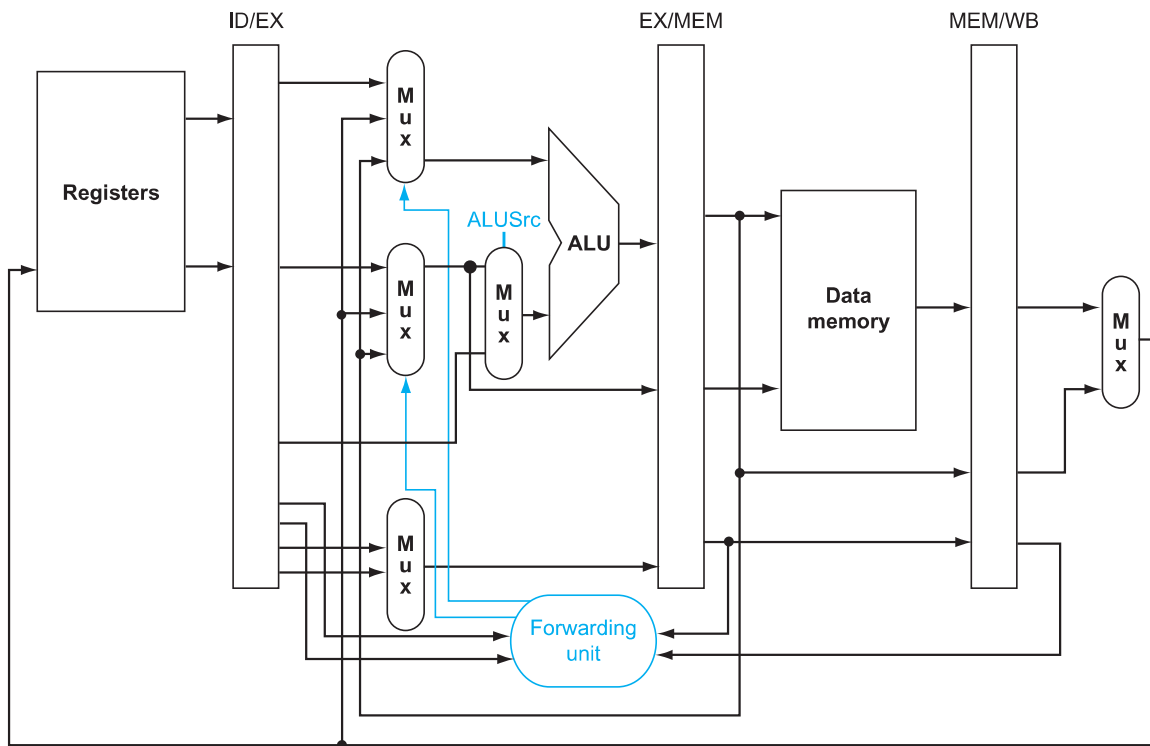 ID/EX
EX/MEM
MEM/WB
M
u
x
Registers
ALUSrc
ALU
M
u
x
M
u
x
Data
memory
M
u
x
M
u
x
Forwarding
unit